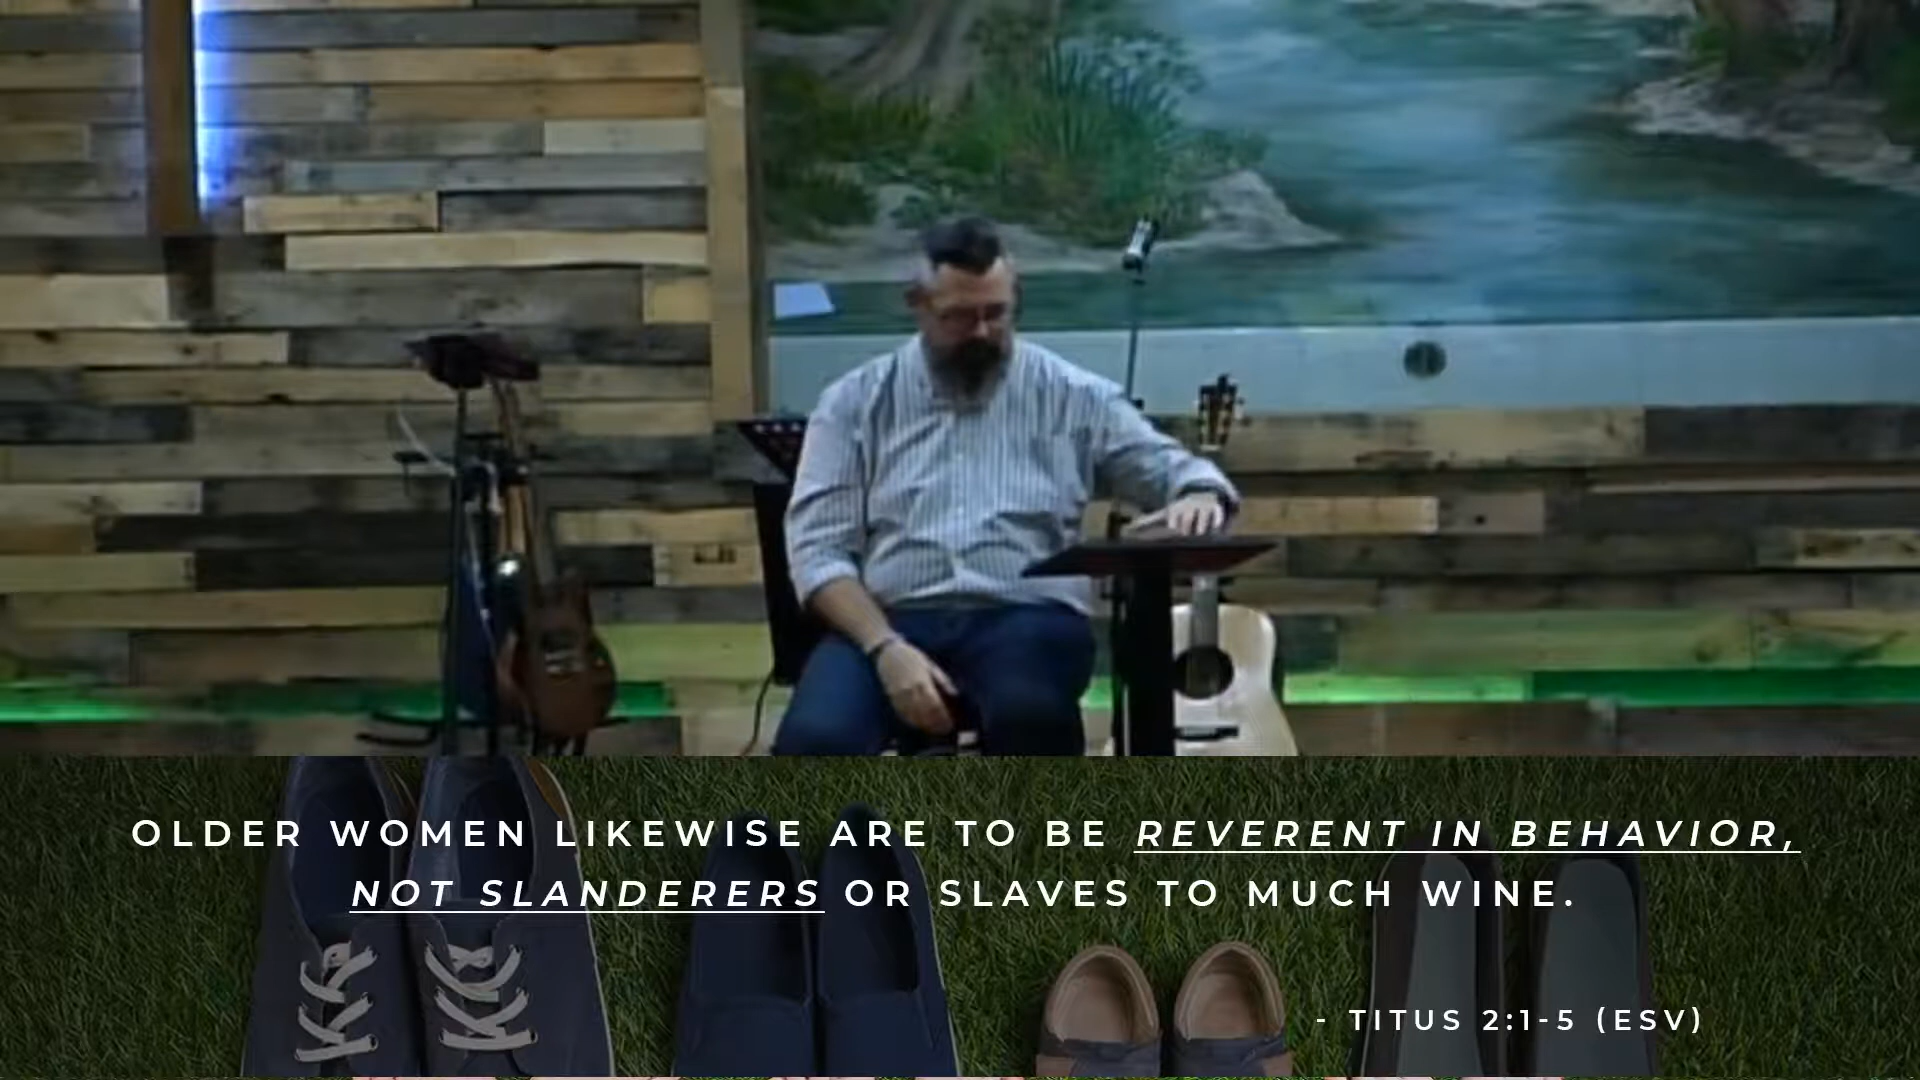 OLDER WOMEN LIKEWISE ARE TO BE REVERENT IN BEHAVIOR,
NOT SLANDERERS OR SLAVES TO MUCH WINE.
- TITUS 2:1-5 (ESV)